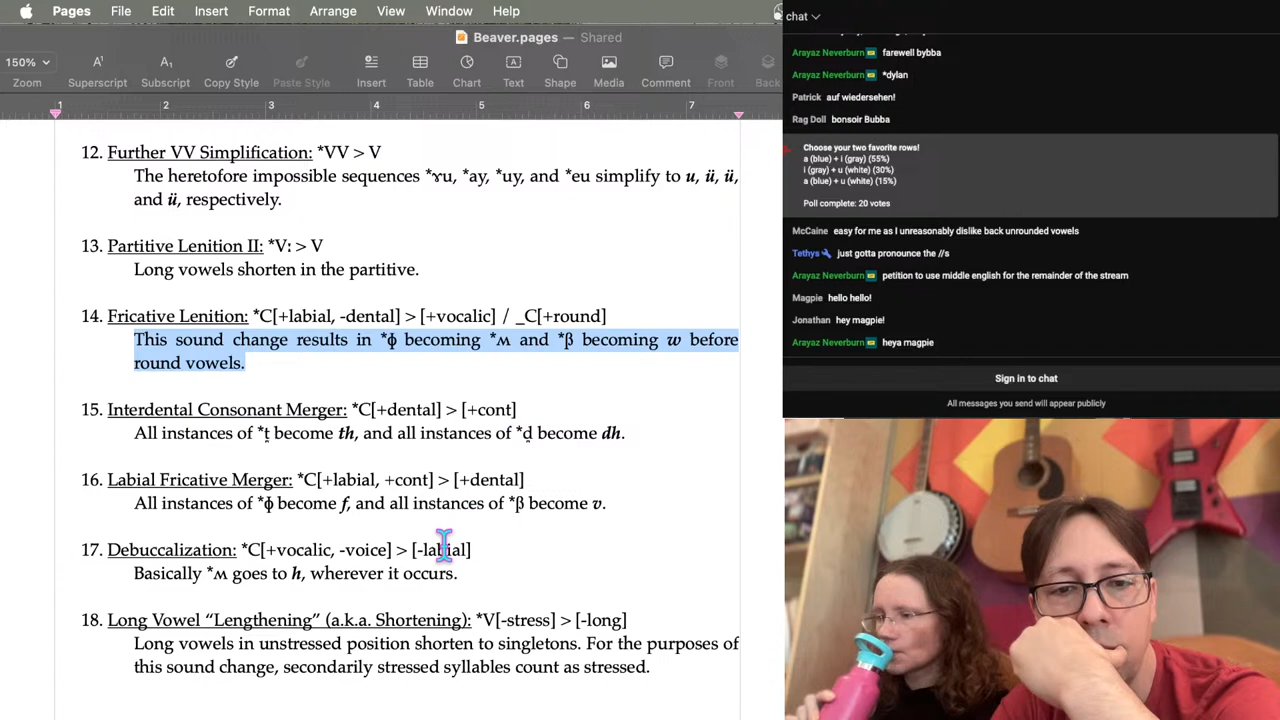 Pages File Edit Insert Format Arrange View Window Help
Beaver.pages — Shared
150%
Zoom Superscript Subscript Copy Style Paste Style Insert Table Chart Text Shape Media Comment Front Back
1 2 3 4 5 6 7
12. Further VV Simplification: *VV > V
The heretofore impossible sequences *ɤu, *ay, *uy, and *eu simplify to u, ü, ü,
and ü, respectively.
13. Partitive Lenition II: *V: > V
Long vowels shorten in the partitive.
14. Fricative Lenition: *C[+labial, -dental] > [+vocalic] / _C[+round]
This sound change results in *ɸ becoming *ʍ and *β becoming w before
round vowels.
15. Interdental Consonant Merger: *C[+dental] > [+cont]
All instances of *t̪ become th, and all instances of *d̪ become dh.
16. Labial Fricative Merger: *C[+labial, +cont] > [+dental]
All instances of *ɸ become f, and all instances of *β become v.
17. Debuccalization: *C[+vocalic, -voice] > [-labial]
Basically *ʍ goes to h, wherever it occurs.
18. Long Vowel “Lengthening” (a.k.a. Shortening): *V[-stress] > [-long]
Long vowels in unstressed position shorten to singletons. For the purposes of
this sound change, secondarily stressed syllables count as stressed.
chat
Arayaz Neverburn farewell bybba
Arayaz Neverburn *dylan
Patrick auf wiedersehen!
Rag Doll bonsoir Bubba
Choose your two favorite rows!
a (blue) + i (gray) (55%)
i (gray) + u (white) (30%)
a (blue) + u (white) (15%)
Poll complete: 20 votes
McCaine easy for me as I unreasonably dislike back unrounded vowels
Tethys just gotta pronounce the //s
Arayaz Neverburn petition to use middle english for the remainder of the stream
Magpie hello hello!
Jonathan hey magpie!
Arayaz Neverburn heya magpie
Sign in to chat
All messages you send will appear publicly